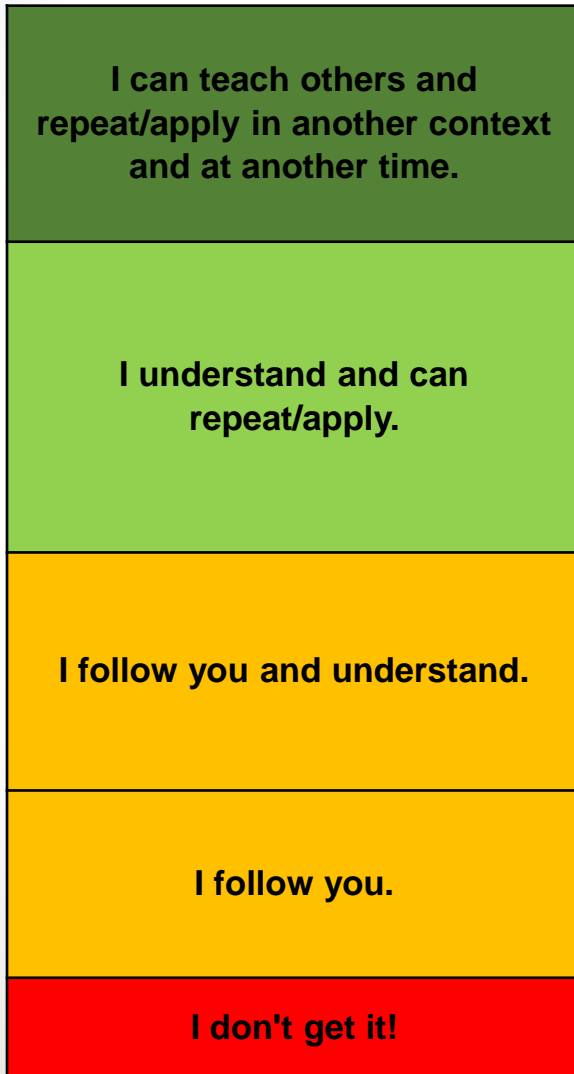 I can teach others and
repeat/apply in another context
and at another time.
I understand and can
repeat/apply.
I follow you and understand.
I follow you.
I don't get it!